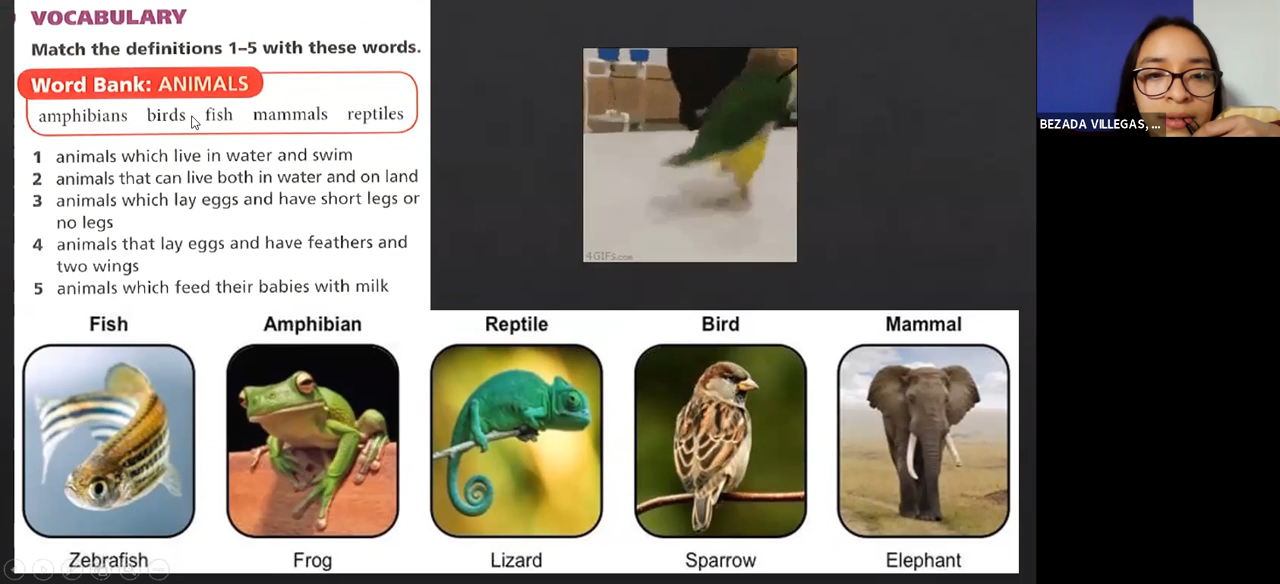 VOCABULARY
Match the definitions 1–5 with these words.
Word Bank: ANIMALS
amphibians birds fish mammals reptiles
1 animals which live in water and swim
2 animals that can live both in water and on land
3 animals which lay eggs and have short legs or
no legs
4 animals that lay eggs and have feathers and
two wings
5 animals which feed their babies with milk
4GIFs.com
BEZADA VILLEGAS, ...
Fish Amphibian Reptile Bird Mammal
Zebrafish Frog Lizard Sparrow Elephant